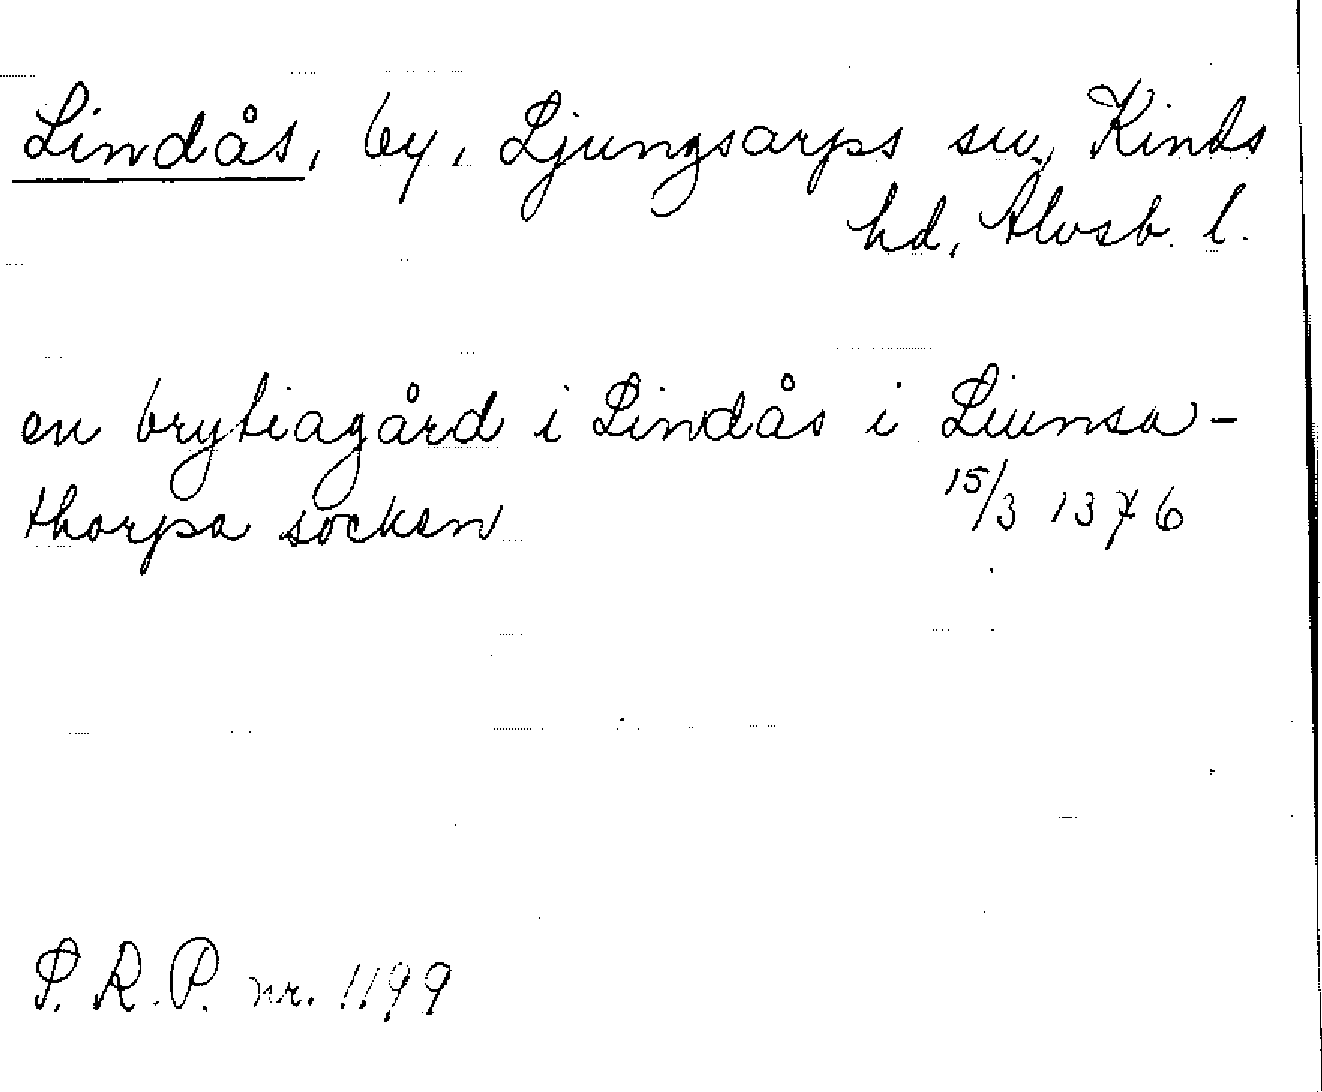 Lindås, by, Ljungsarps sn, Kinds
hd, Älvsb. l.
en brytiagård i Lindås i Liunsa-
thorpa socken 15/3 1376
S. R. P. nr. 1199